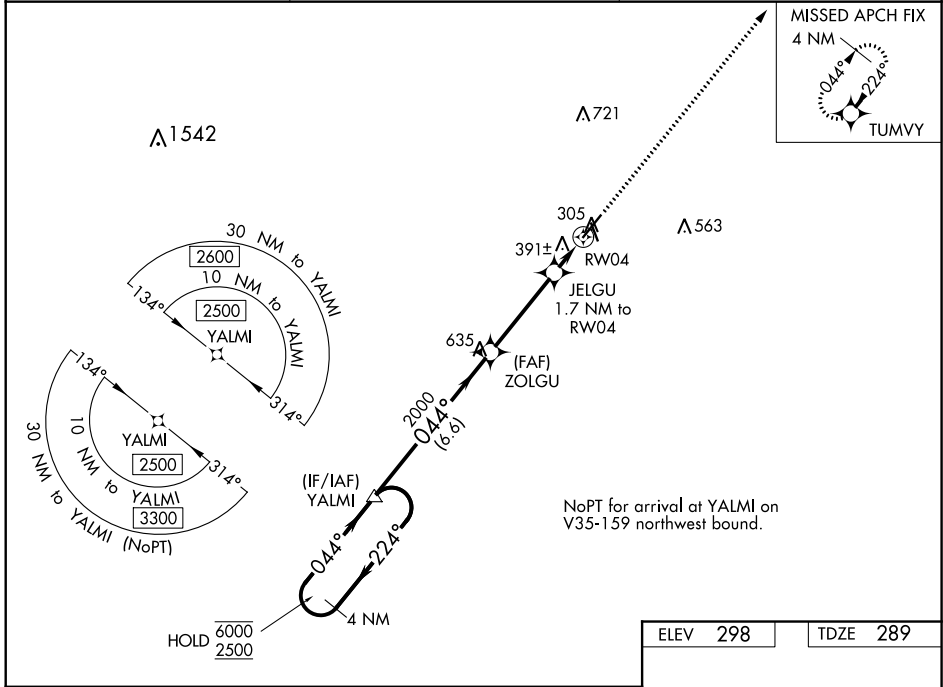 MISSED APCH FIX
4 NM
044°
224°
TUMVY
1542
721
305
563
391±
RW04
JELGU
1.7 NM to
RW04
30 NM to YALMI
2600
10 NM to YALMI
2500
134°
YALMI
314°
635
(FAF)
ZOLGU
134°
YALMI
2500
314°
10 NM to YALMI
3300
30 NM to YALMI (NoPT)
2000
044°
(6.6)
(IF/IAF)
YALMI
NoPT for arrival at YALMI on
V35-159 northwest bound.
044°
224°
4 NM
HOLD 6000
2500
ELEV 298
TDZE 289